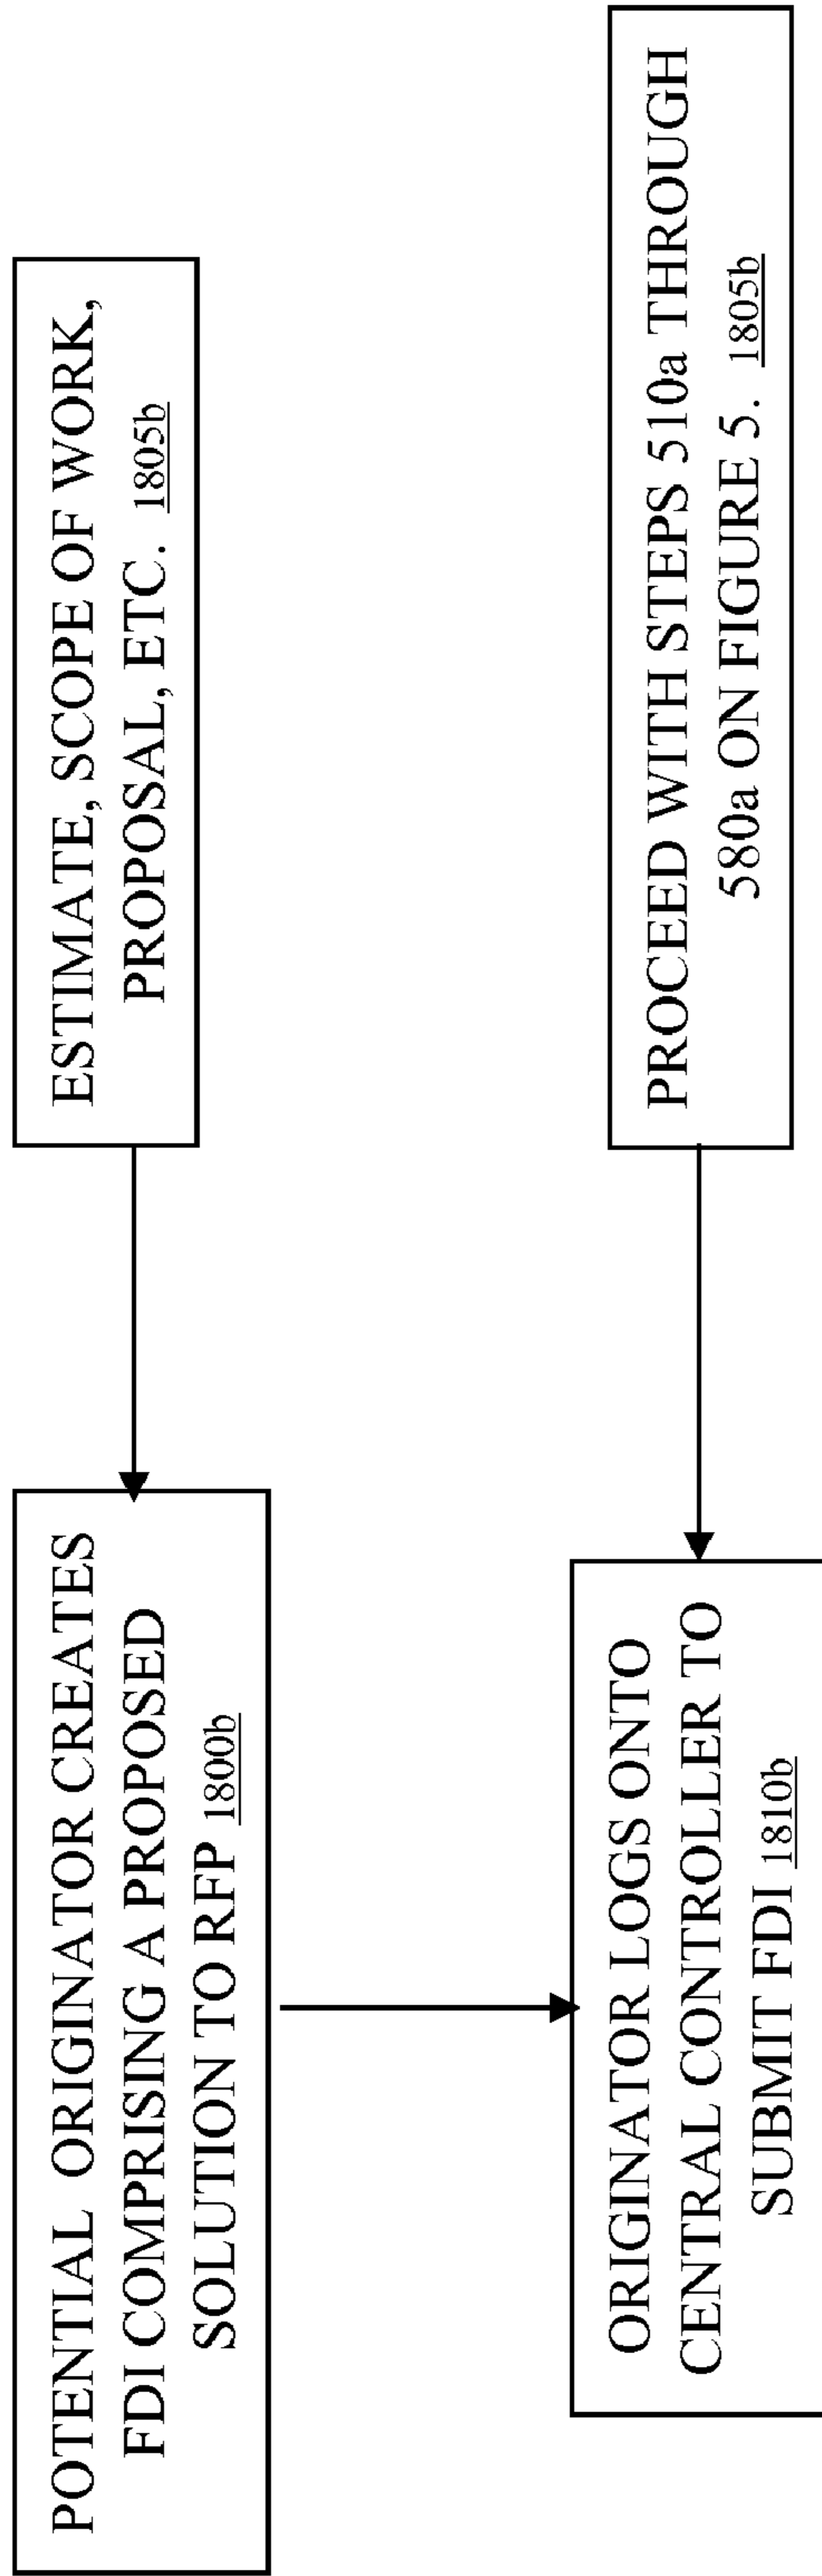 POTENTIAL ORIGINATOR CREATES
FDI COMPRISING A PROPOSED
SOLUTION TO RFP 1800b
ESTIMATE, SCOPE OF WORK,
PROPOSAL, ETC. 1805b
ORIGINATOR LOGS ONTO
CENTRAL CONTROLLER TO
SUBMIT FDI 1810b
PROCEED WITH STEPS 510a THROUGH
580a ON FIGURE 5. 1805b